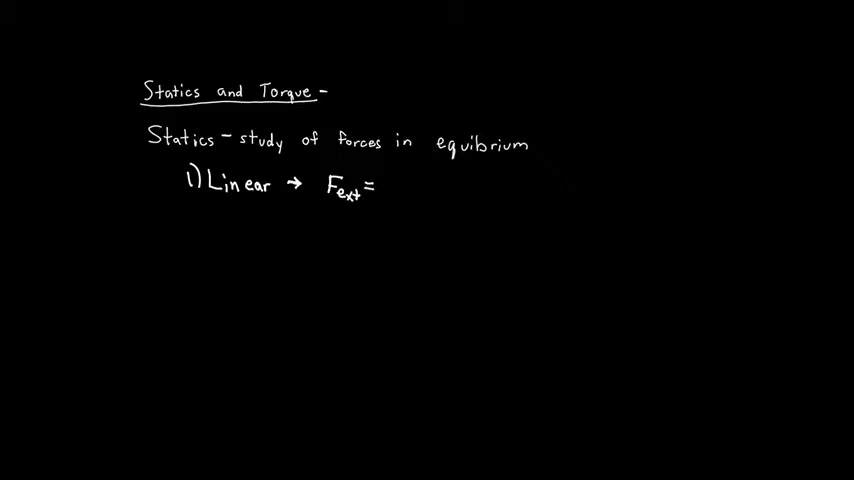 Statics and Torque -
Statics - study of forces in equibrium
1) Linear → Fext =